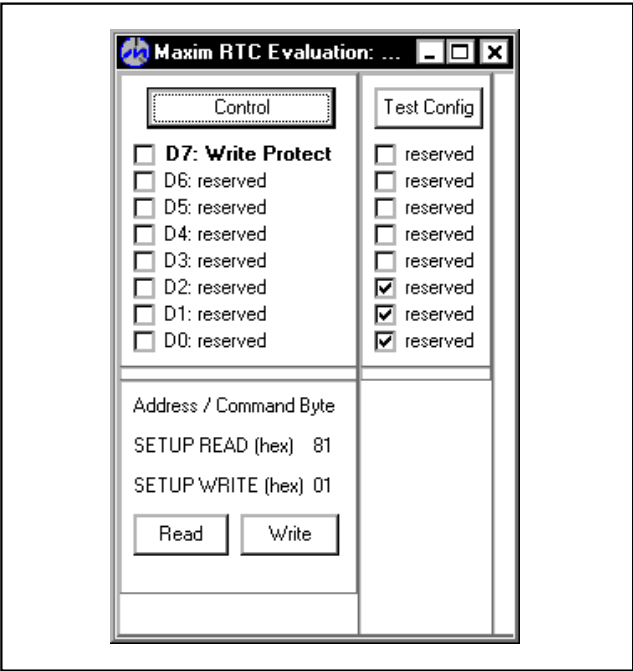 Maxim RTC Evaluation: ...
Control
D7: Write Protect
D6: reserved
D5: reserved
D4: reserved
D3: reserved
D2: reserved
D1: reserved
D0: reserved
Address / Command Byte
SETUP READ (hex) 81
SETUP WRITE (hex) 01
Read Write
Test Config
reserved
reserved
reserved
reserved
reserved
reserved
reserved
reserved